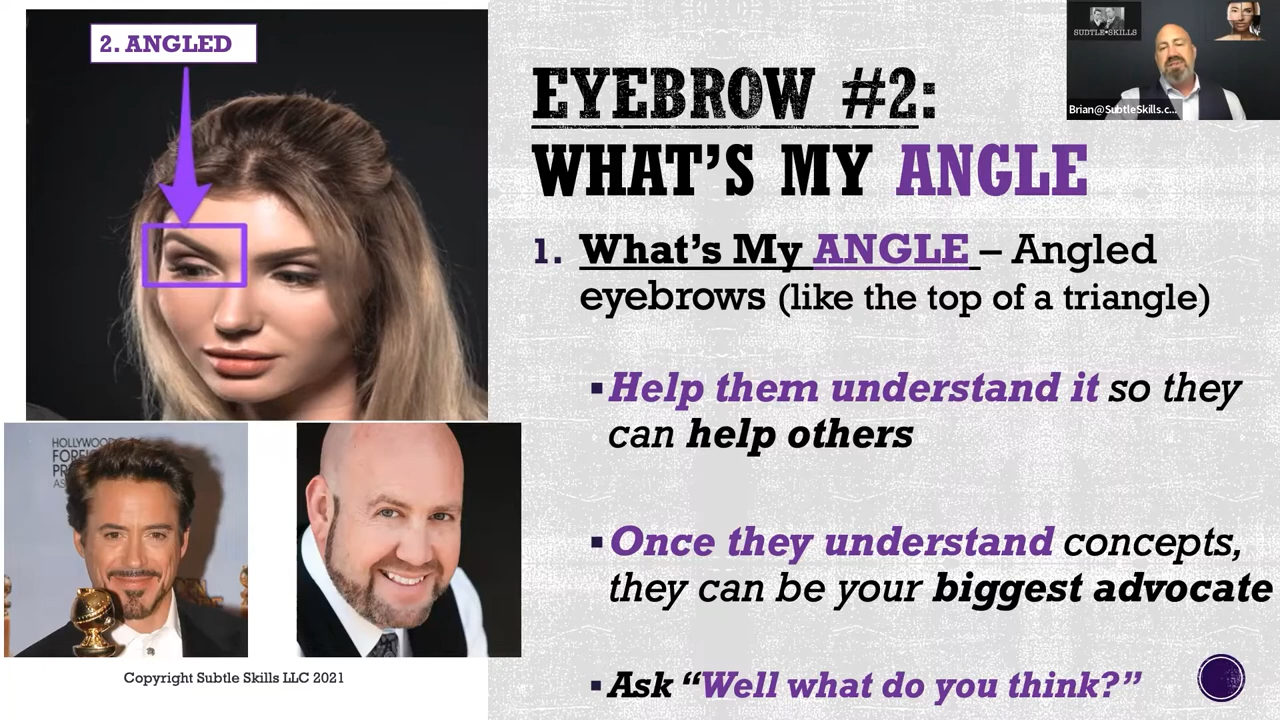 2. ANGLED
EYEBROW #2:
WHAT'S MY ANGLE
1. What's My ANGLE – Angled
eyebrows (like the top of a triangle)
▪Help them understand it so they
can help others
▪Once they understand concepts,
they can be your biggest advocate
▪Ask “Well what do you think?”
HOLLYWOOD
FOREI
PR
AS
Copyright Subtle Skills LLC 2021
SUBTLE•SKILLS
Brian@SubtleSkills.c...